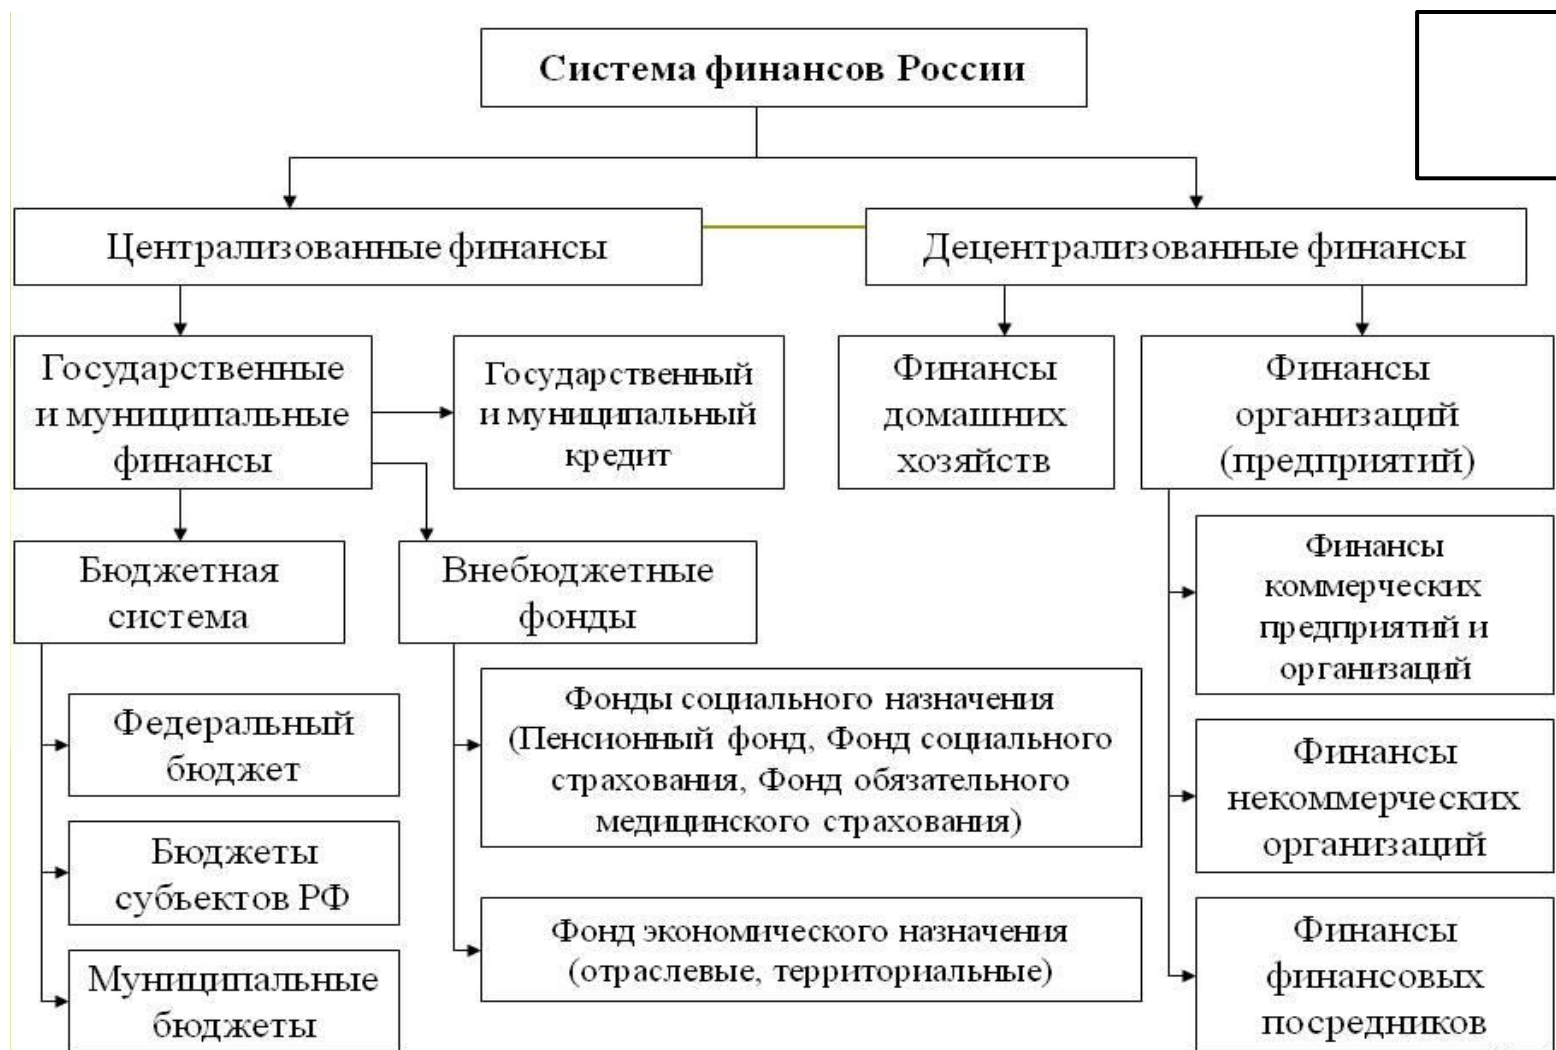 Система финансов России
Централизованные финансы
Децентрализованные финансы
Государственные
и муниципальные
финансы
Государственный
и муниципальный
кредит
Финансы
домашних
хозяйств
Финансы
организаций
(предприятий)
Бюджетная
система
Внебюджетные
фонды
Федеральный
бюджет
Бюджеты
субъектов РФ
Муниципальные
бюджеты
Фонды социального назначения
(Пенсионный фонд, Фонд социального
страхования, Фонд обязательного
медицинского страхования)
Фонд экономического назначения
(отраслевые, территориальные)
Финансы
коммерческих
предприятий и
организаций
Финансы
некоммерческих
организаций
Финансы
финансовых
посредников